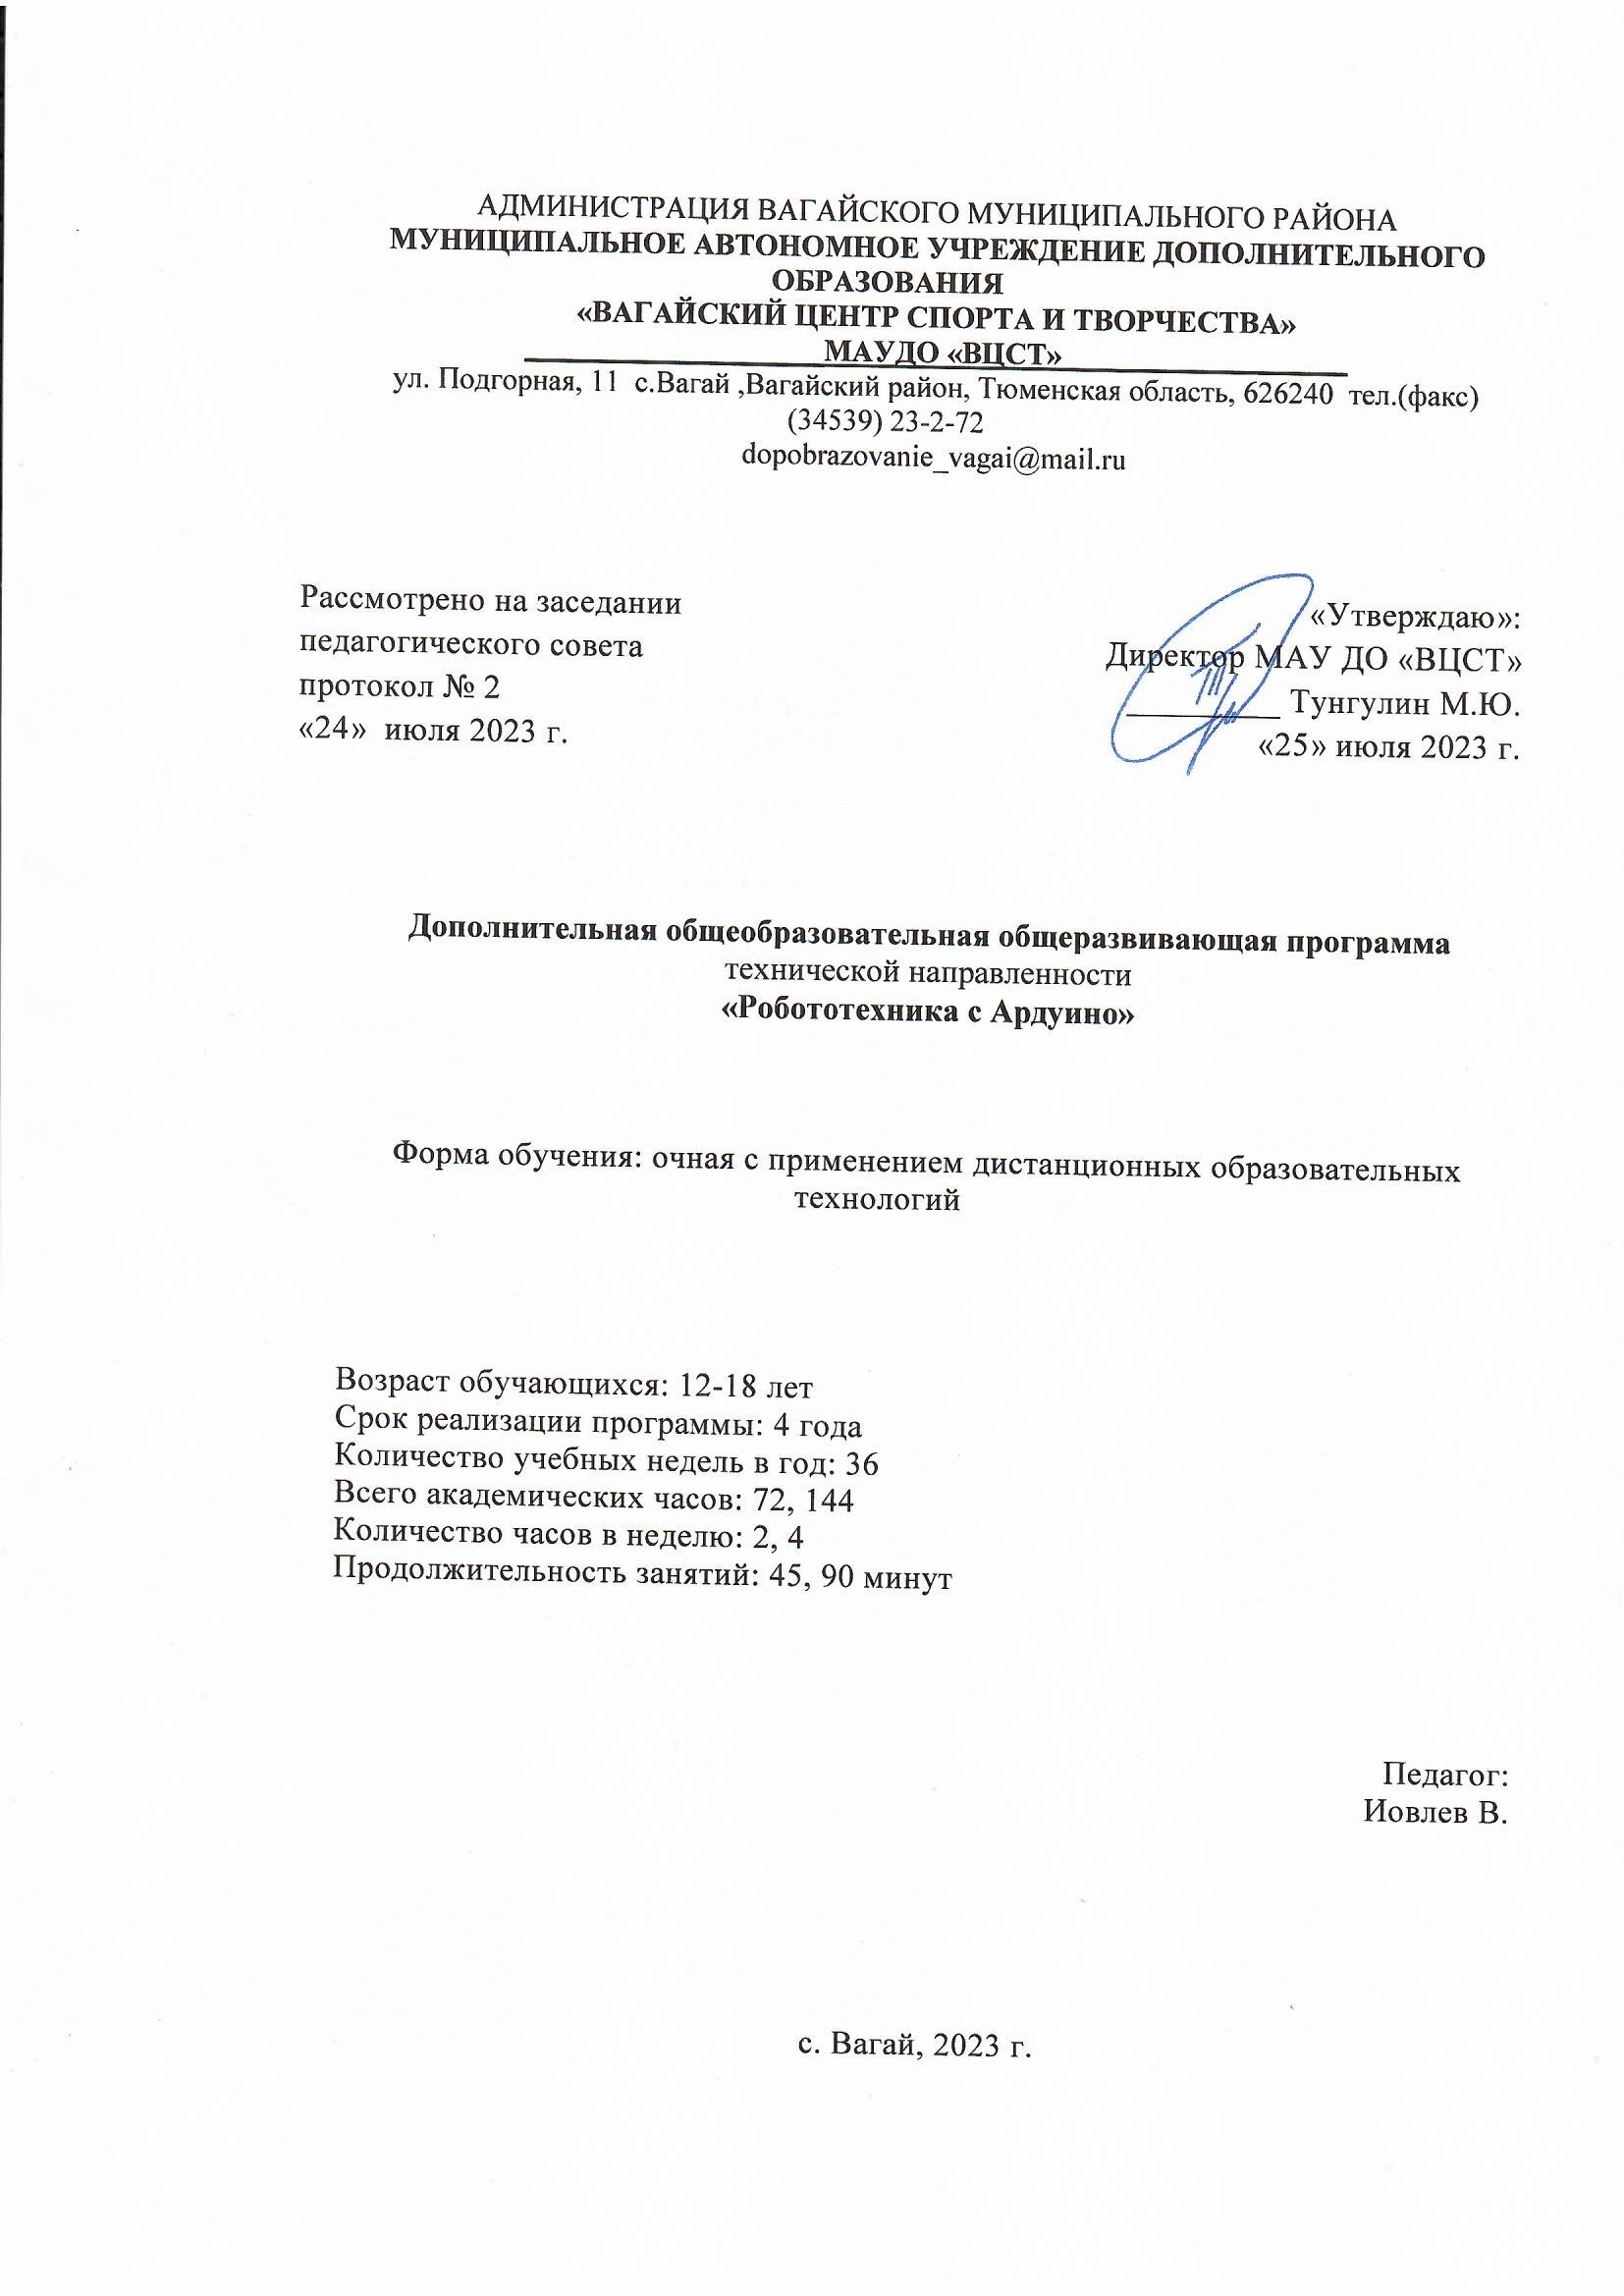 АДМИНИСТРАЦИЯ ВАГАЙСКОГО МУНИЦИПАЛЬНОГО РАЙОНА
МУНИЦИПАЛЬНОЕ АВТОНОМНОЕ УЧРЕЖДЕНИЕ ДОПОЛНИТЕЛЬНОГО
ОБРАЗОВАНИЯ
«ВАГАЙСКИЙ ЦЕНТР СПОРТА И ТВОРЧЕСТВА»
МАУДО «ВЦСТ»
ул. Подгорная, 11  с.Вагай ,Вагайский район, Тюменская область, 626240  тел.(факс)
(34539) 23-2-72
dopobrazovanie_vagai@mail.ru
Рассмотрено на заседании
педагогического совета
протокол № 2
«24»  июля 2023 г.
«Утверждаю»:
Директор МАУ ДО «ВЦСТ»
_________ Тунгулин М.Ю.
«25» июля 2023 г.
Дополнительная общеобразовательная общеразвивающая программа
технической направленности
«Робототехника с Ардуино»
Форма обучения: очная с применением дистанционных образовательных
технологий
Возраст обучающихся: 12-18 лет
Срок реализации программы: 4 года
Количество учебных недель в год: 36
Всего академических часов: 72, 144
Количество часов в неделю: 2, 4
Продолжительность занятий: 45, 90 минут
Педагог:
Иовлев В.
с. Вагай, 2023 г.